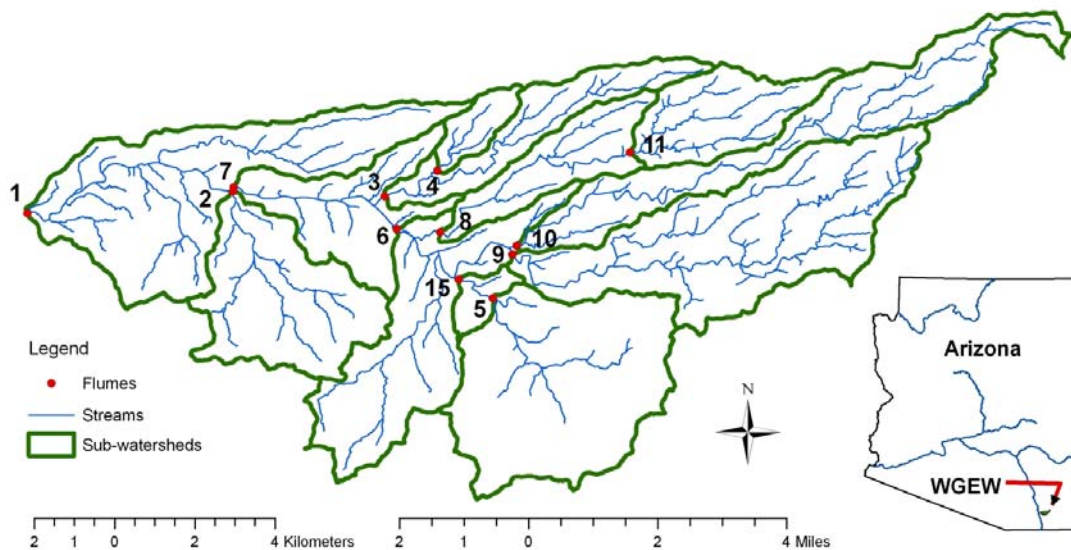 1
7
2
3
4
11
6
8
10
9
15
5
Legend
Flumes
Streams
Sub-watersheds
N
Arizona
WGEW
2 1 0 2 4 Kilometers
2 1 0 2 4 Miles